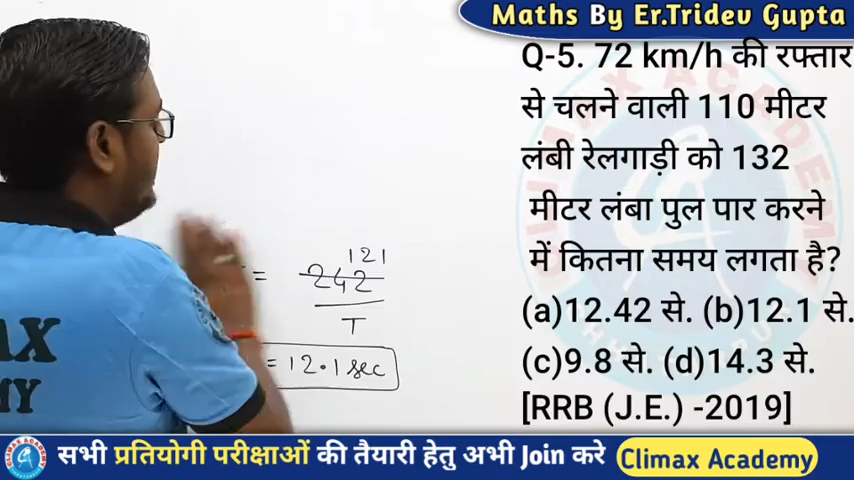 Maths By Er.Tridev Gupta
Q-5. 72 km/h की रफ्तार
से चलने वाली 110 मीटर
लंबी रेलगाड़ी को 132
मीटर लंबा पुल पार करने
में कितना समय लगता है?
(a)12.42 से. (b)12.1 से.
(c)9.8 से. (d)14.3 से.
[RRB (J.E.) -2019]
121
= 242
T
= 12.1 sec
AX
MY
सभी प्रतियोगी परीक्षाओं की तैयारी हेतु अभी Join करे Climax Academy